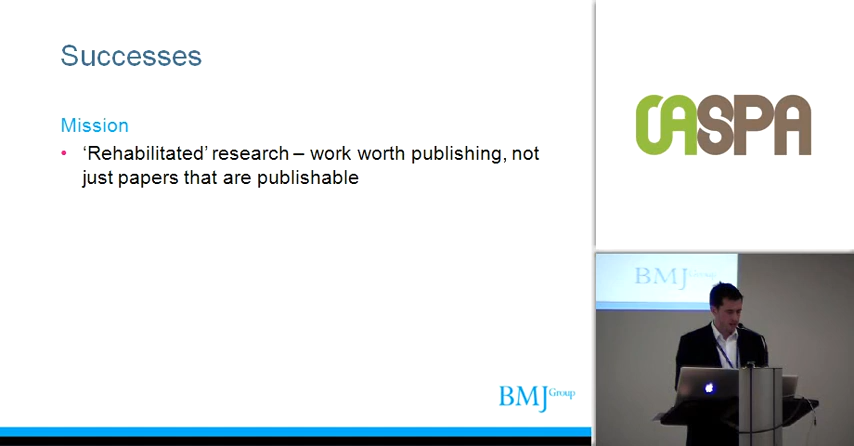 Successes
Mission
• ‘Rehabilitated’ research – work worth publishing, not
just papers that are publishable
BMJ Group
OASPA
BMJ Group